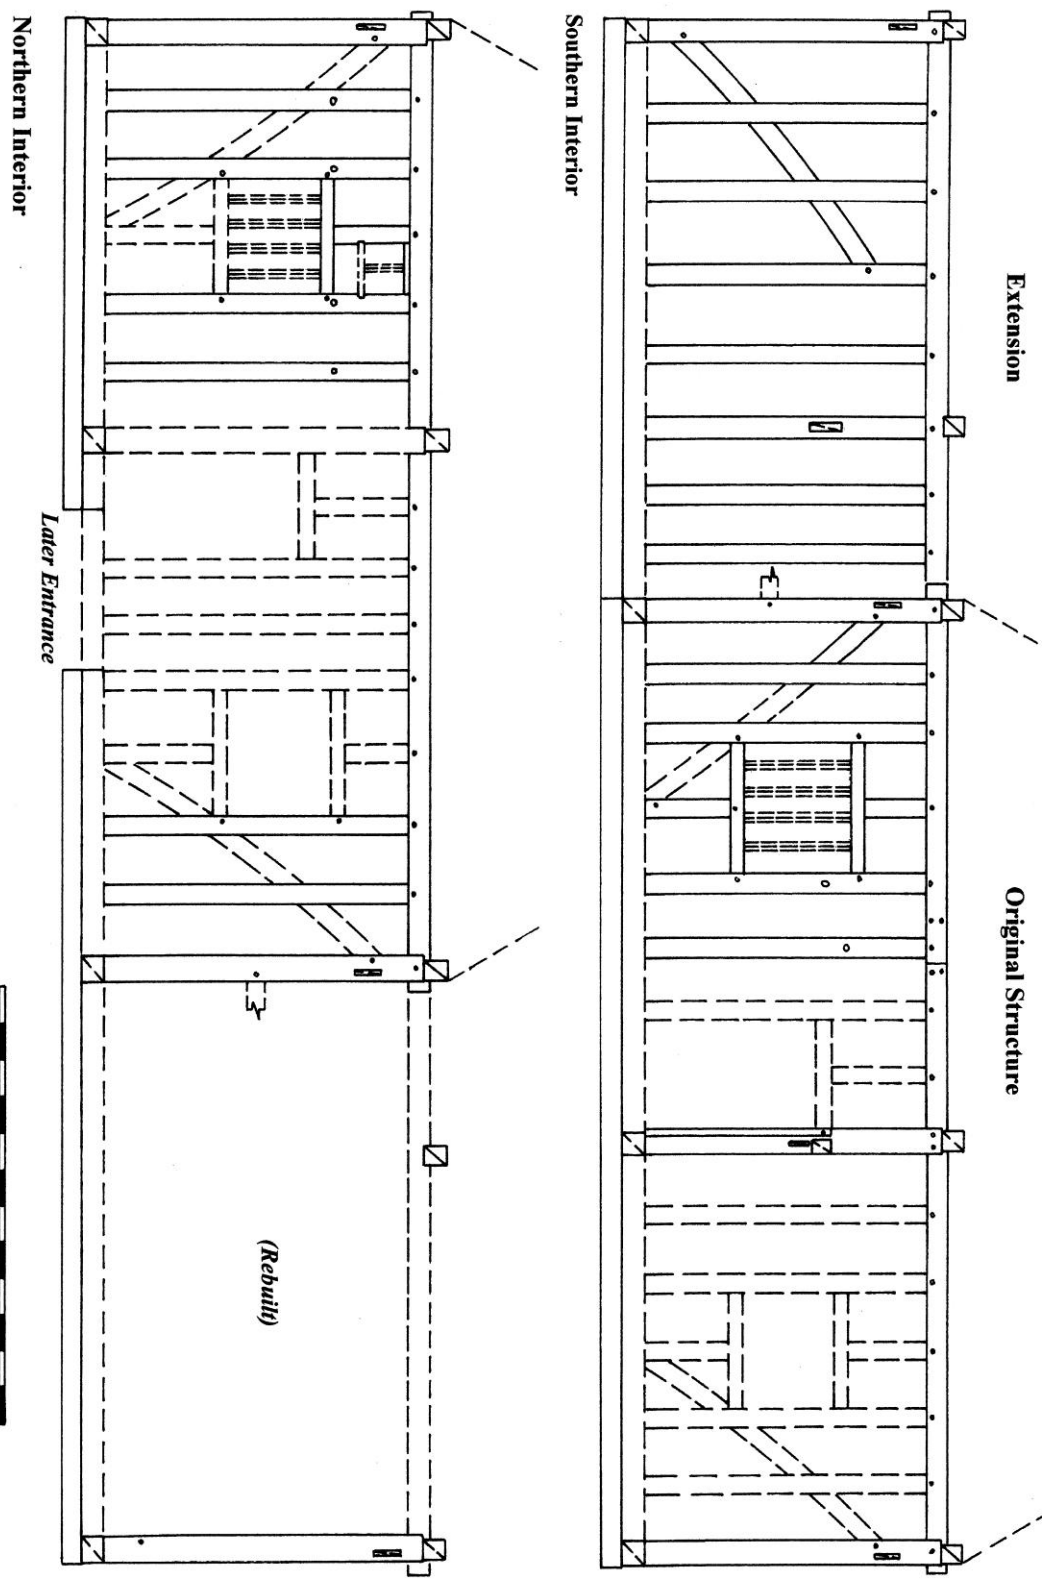 Extension
Original Structure
Southern Interior
Later Entrance
(Rebuilt)
Northern Interior